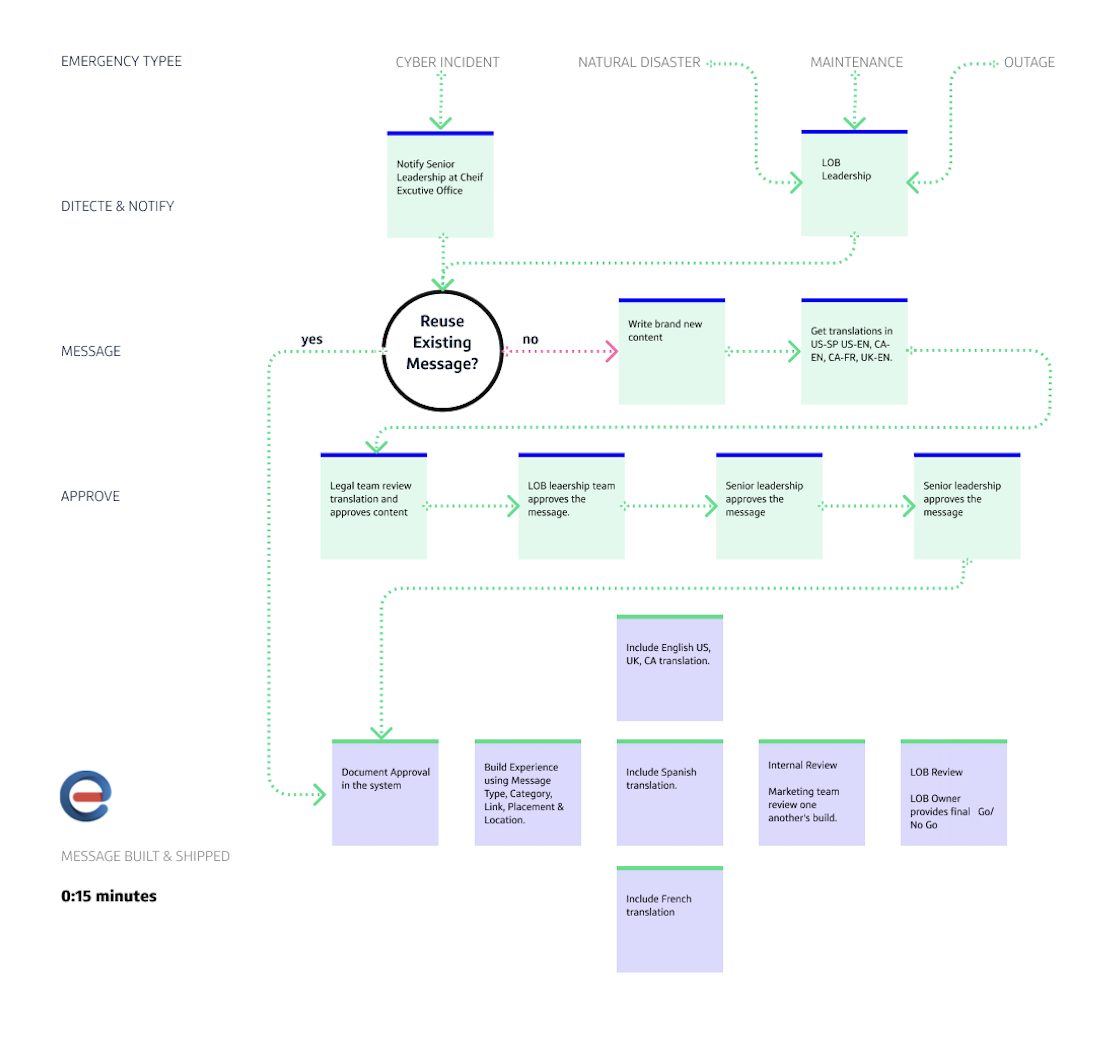 EMERGENCY TYPEE
CYBER INCIDENT
NATURAL DISASTER
MAINTENANCE
OUTAGE
Notify Senior
Leadership at Cheif
Excutive Office
LOB
Leadership
DITECTE & NOTIFY
MESSAGE
yes
Reuse
Existing
Message?
no
Write brand new
content
Get translations in
US-SP US-EN, CA-
EN, CA-FR, UK-EN.
APPROVE
Legal team review
translation and
approves content
LOB leaership team
approves the
message.
Senior leadership
approves the
message
Senior leadership
approves the
message
Include English US,
UK, CA translation.
Document Approval
in the system
Build Experience
using Message
Type, Category,
Link, Placement &
Location.
Include Spanish
translation.
Internal Review
Marketing team
review one
another's build.
LOB Review
LOB Owner
provides final Go/
No Go
MESSAGE BUILT & SHIPPED
0:15 minutes
Include French
translation